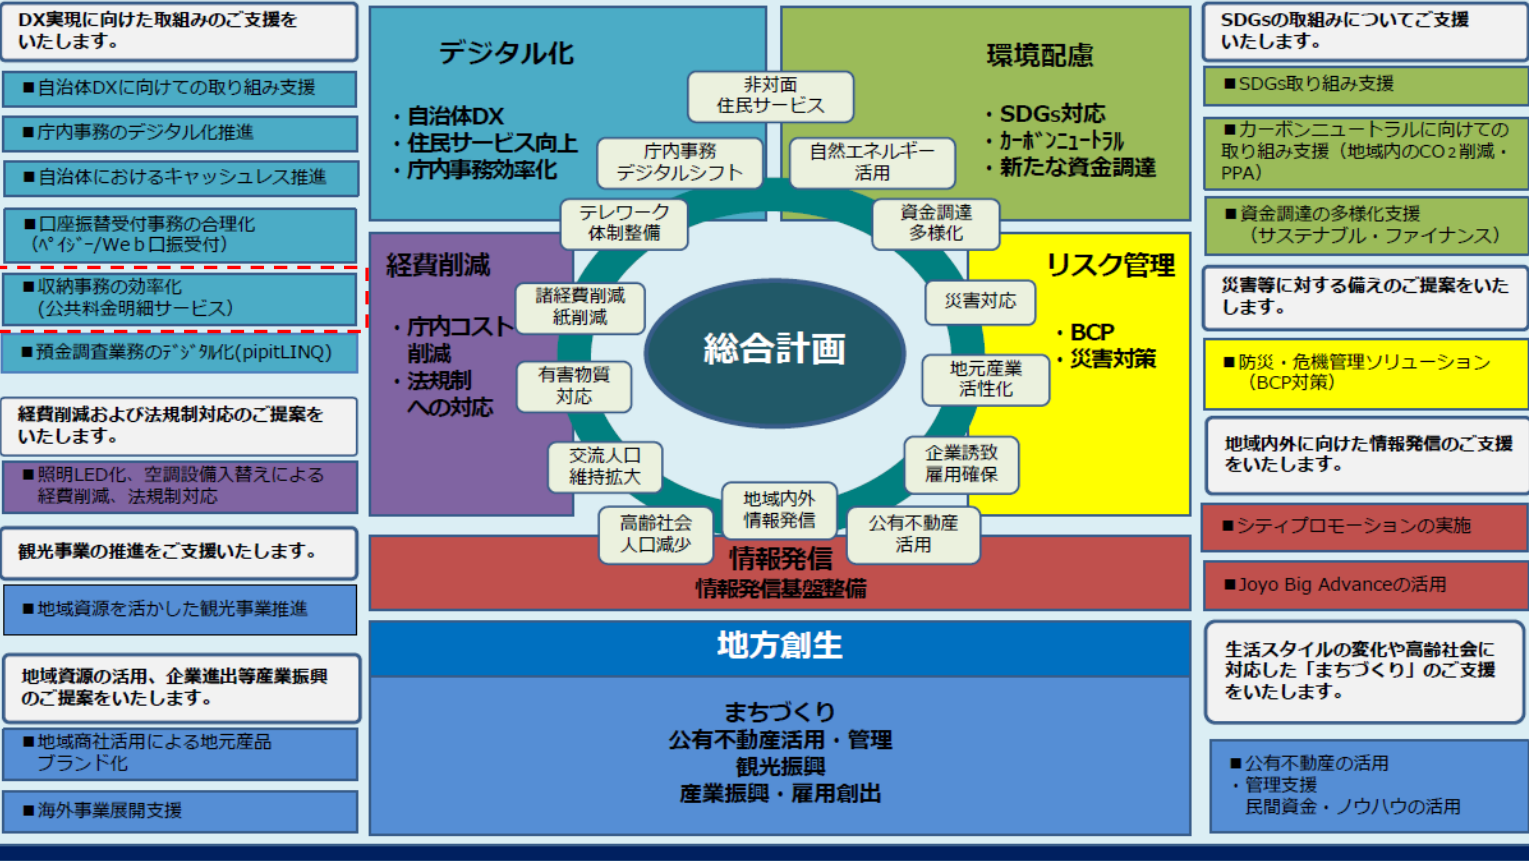 DX実現に向けた取組みのご支援を
いたします。
■自治体DXに向けての取り組み支援
■庁内事務のデジタル化推進
■自治体におけるキャッシュレス推進
■口座振替受付事務の合理化
(ﾍﾟｲｼﾞｰ/Web口振受付)
■収納事務の効率化
(公共料金明細サービス)
■預金調査業務のﾃﾞｼﾞﾀﾙ化(pipitLINQ)
経費削減および法規制対応のご提案を
いたします。
■照明LED化、空調設備入替えによる
経費削減、法規制対応
観光事業の推進をご支援いたします。
■地域資源を活かした観光事業推進
地域資源の活用、企業進出等産業振興
のご提案をいたします。
■地域商社活用による地元産品
ブランド化
■海外事業展開支援
デジタル化
・自治体DX
・住民サービス向上
・庁内事務効率化
環境配慮
・SDGs対応
・ｶｰﾎﾞﾝﾆｭｰﾄﾗﾙ
・新たな資金調達
経費削減
・庁内コスト
削減
・法規制
への対応
リスク管理
・BCP
・災害対策
非対面
住民サービス
庁内事務
デジタルシフト
自然エネルギー
活用
テレワーク
体制整備
資金調達
多様化
諸経費削減
紙削減
災害対応
総合計画
有害物質
対応
地元産業
活性化
交流人口
維持拡大
企業誘致
雇用確保
高齢社会
人口減少
地域内外
情報発信
公有不動産
活用
情報発信
情報発信基盤整備
地方創生
まちづくり
公有不動産活用・管理
観光振興
産業振興・雇用創出
SDGsの取組みについてご支援
いたします。
■SDGs取り組み支援
■カーボンニュートラルに向けての
取り組み支援（地域内のCO2削減・
PPA）
■資金調達の多様化支援
（サステナブル・ファイナンス）
災害等に対する備えのご提案をいた
します。
■防災・危機管理ソリューション
（BCP対策）
地域内外に向けた情報発信のご支援
をいたします。
■シティプロモーションの実施
■Joyo Big Advanceの活用
生活スタイルの変化や高齢社会に
対応した「まちづくり」のご支援
をいたします。
■公有不動産の活用
・管理支援
民間資金・ノウハウの活用